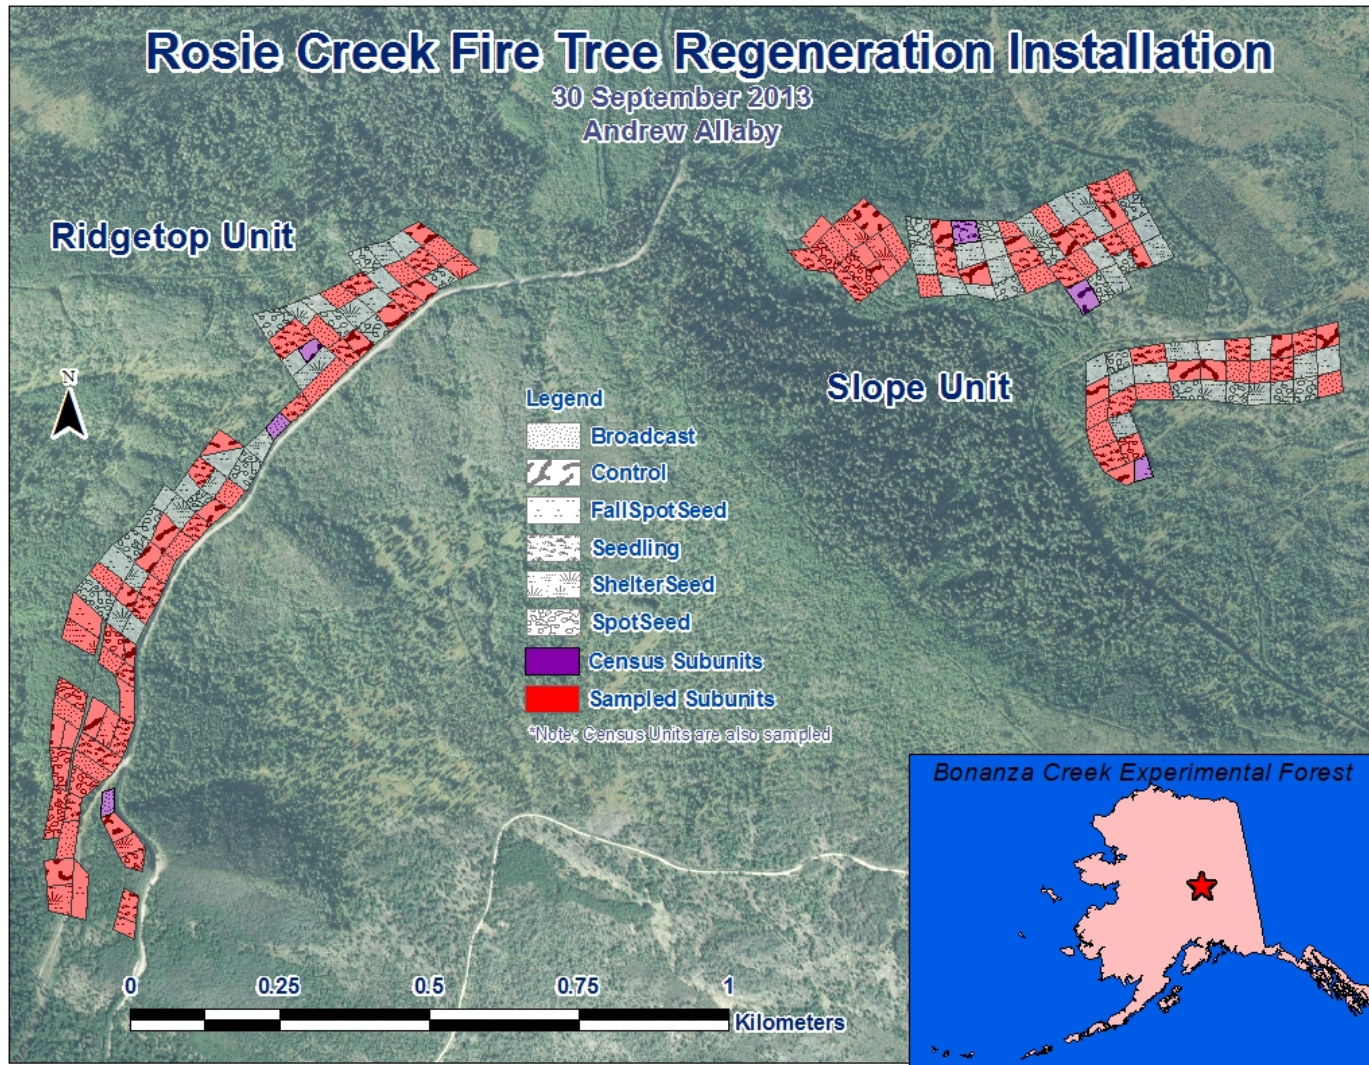 Rosie Creek Fire Tree Regeneration Installation
30 September 2013
Andrew Allaby
Ridgetop Unit
N
Slope Unit
Legend
Broadcast
Control
FallSpotSeed
Seedling
ShelterSeed
SpotSeed
Census Subunits
Sampled Subunits
*Note: Census Units are also sampled
Bonanza Creek Experimental Forest
0 0.25 0.5 0.75 1
Kilometers